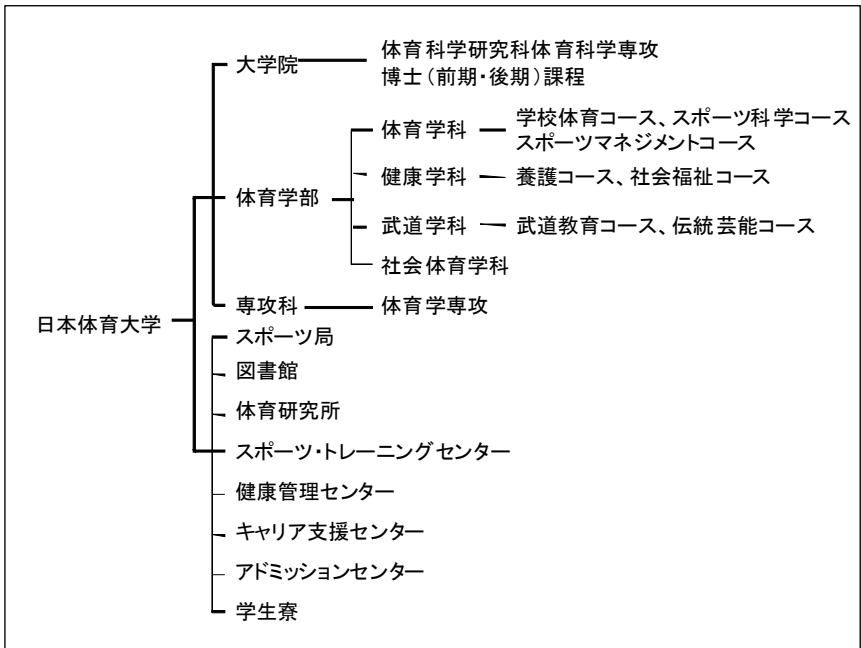 大学院
体育科学研究科体育科学専攻
博士(前期・後期)課程
体育学部
体育学科
学校体育コース、スポーツ科学コース
スポーツマネジメントコース
健康学科
養護コース、社会福祉コース
武道学科
武道教育コース、伝統芸能コース
社会体育学科
専攻科
体育学専攻
日本体育大学
スポーツ局
図書館
体育研究所
スポーツ・トレーニングセンター
健康管理センター
キャリア支援センター
アドミッションセンター
学生寮